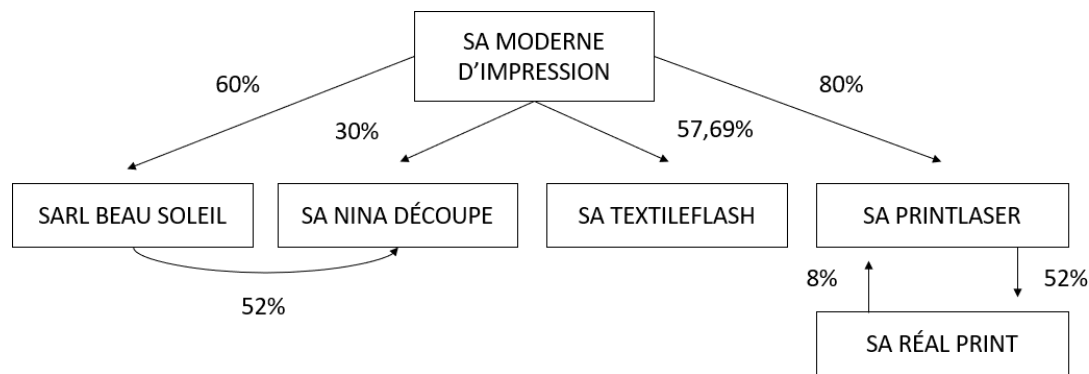 SA MODERNE
D'IMPRESSION
60%
30%
57,69%
80%
SARL BEAU SOLEIL
SA NINA DÉCOUPE
SA TEXTILEFLASH
SA PRINTLASER
52%
8%
52%
SA RÉAL PRINT